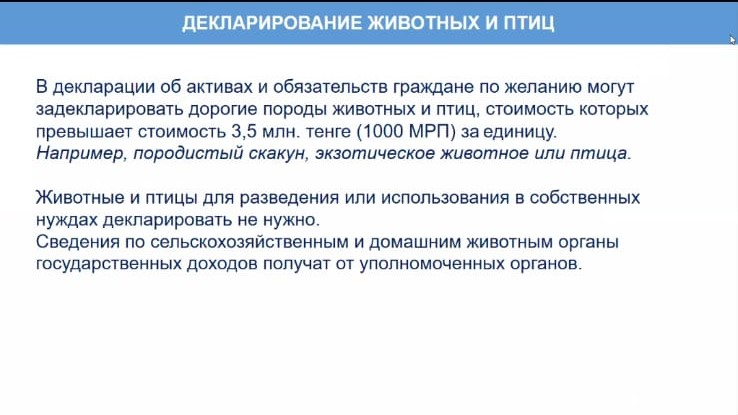 ДЕКЛАРИРОВАНИЕ ЖИВОТНЫХ И ПТИЦ
В декларации об активах и обязательств граждане по желанию могут
задекларировать дорогие породы животных и птиц, стоимость которых
превышает стоимость 3,5 млн. тенге (1000 МРП) за единицу.
Например, породистый скакун, экзотическое животное или птица.
Животные и птицы для разведения или использования в собственных
нуждах декларировать не нужно.
Сведения по сельскохозяйственным и домашним животным органы
государственных доходов получат от уполномоченных органов.